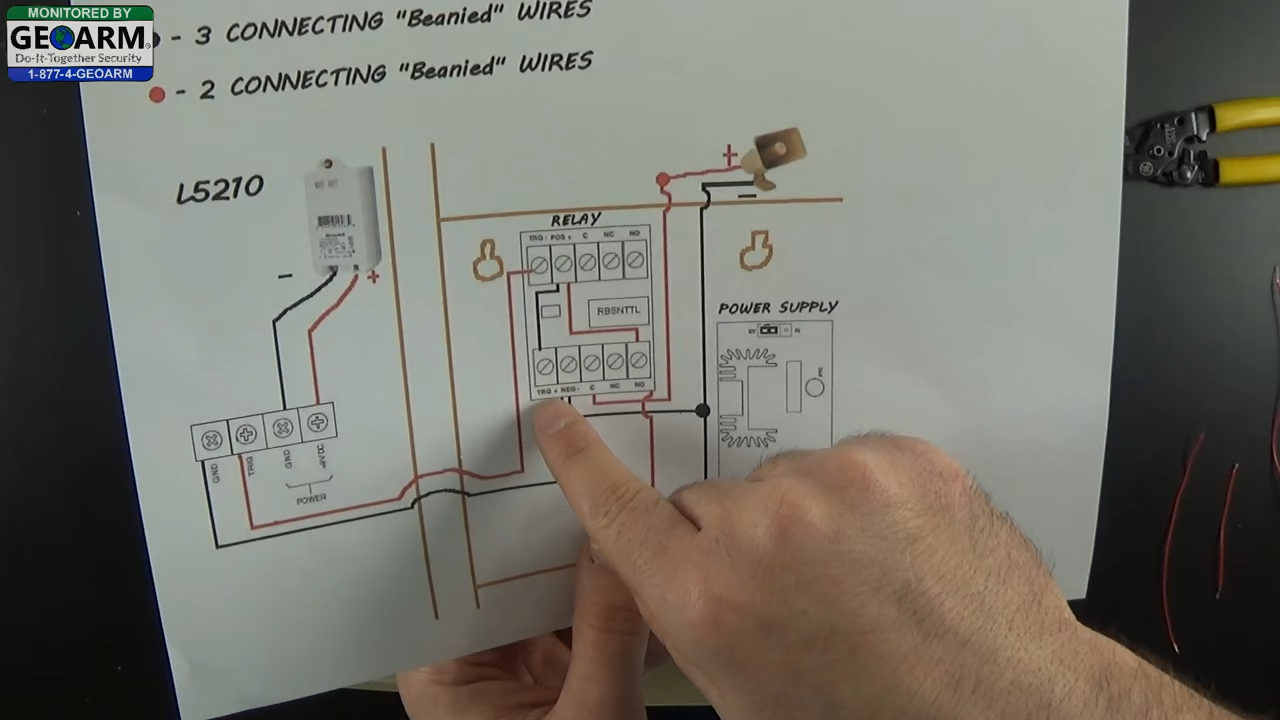 MONITORED BY
GEOARM
Do-It-Together Security
1-877-4-GEOARM
- 3 CONNECTING "Beanied" WIRES
- 2 CONNECTING "Beanied" WIRES
L5210
- +
+ -
RELAY
TRG - POS + C NC NO
RBSNTTL
TRG + NEG - C NC NO
POWER SUPPLY
PTC
GND TRIG GND
POWER